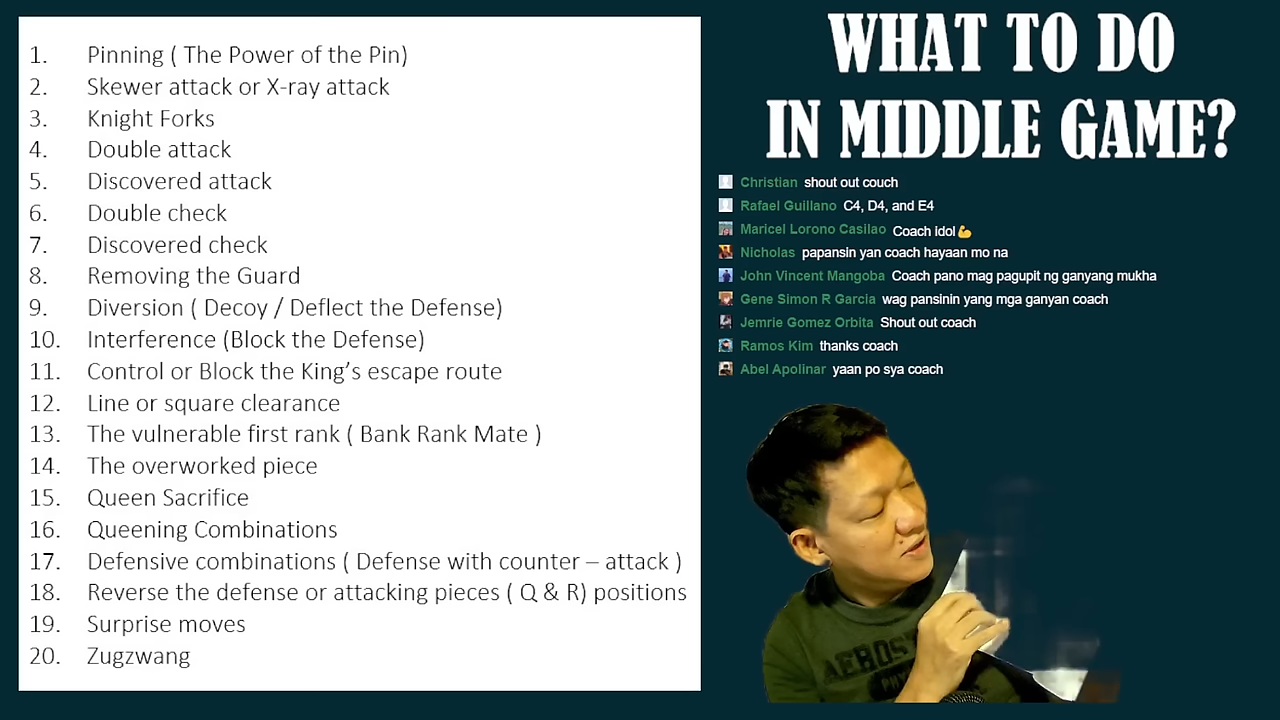 1. Pinning ( The Power of the Pin)
2. Skewer attack or X-ray attack
3. Knight Forks
4. Double attack
5. Discovered attack
6. Double check
7. Discovered check
8. Removing the Guard
9. Diversion ( Decoy / Deflect the Defense)
10. Interference (Block the Defense)
11. Control or Block the King’s escape route
12. Line or square clearance
13. The vulnerable first rank ( Bank Rank Mate )
14. The overworked piece
15. Queen Sacrifice
16. Queening Combinations
17. Defensive combinations ( Defense with counter – attack )
18. Reverse the defense or attacking pieces ( Q & R) positions
19. Surprise moves
20. Zugzwang
WHAT TO DO
IN MIDDLE GAME?
Christian shout out couch
Rafael Guillano C4, D4, and E4
Maricel Lorono Casilao Coach idol💪
Nicholas papansin yan coach hayaan mo na
John Vincent Mangoba Coach pano mag pagupit ng ganyang mukha
Gene Simon R Garcia wag pansinin yang mga ganyan coach
Jemrie Gomez Orbita Shout out coach
Ramos Kim thanks coach
Abel Apolinar yaan po sya coach